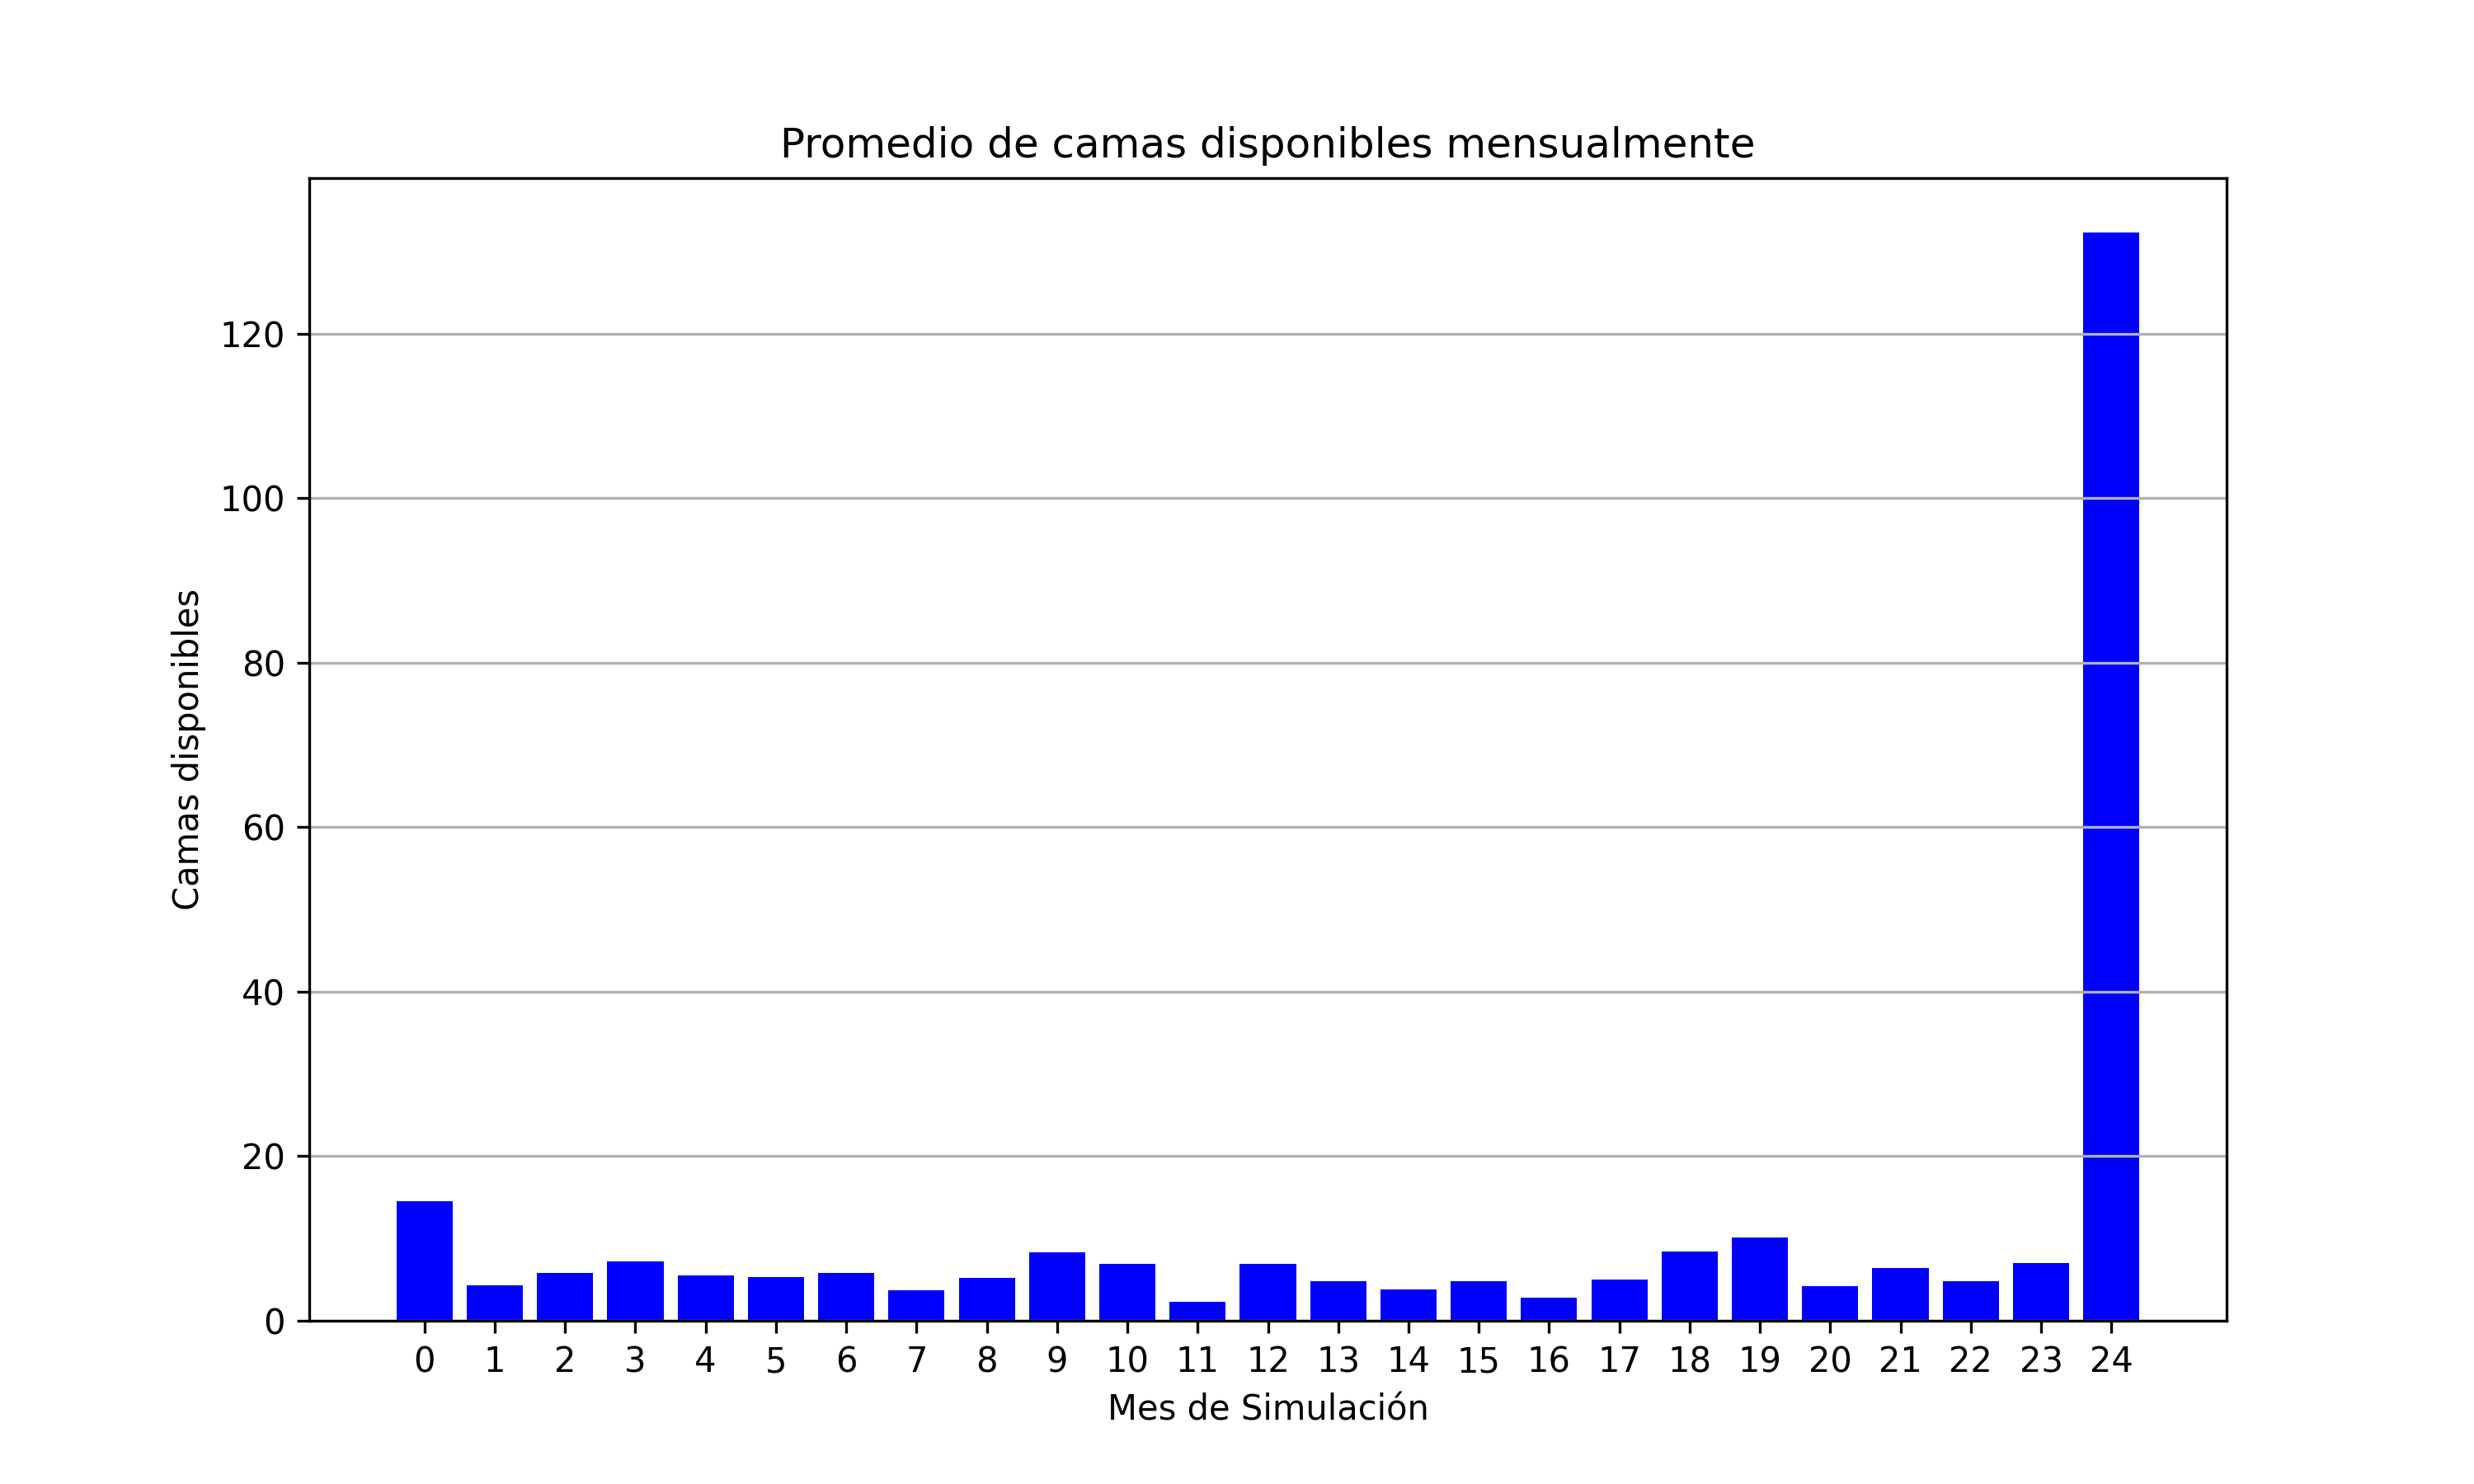 Promedio de camas disponibles mensualmente
Camas disponibles
120
100
80
60
40
20
0
0 1 2 3 4 5 6 7 8 9 10 11 12 13 14 15 16 17 18 19 20 21 22 23 24
Mes de Simulación